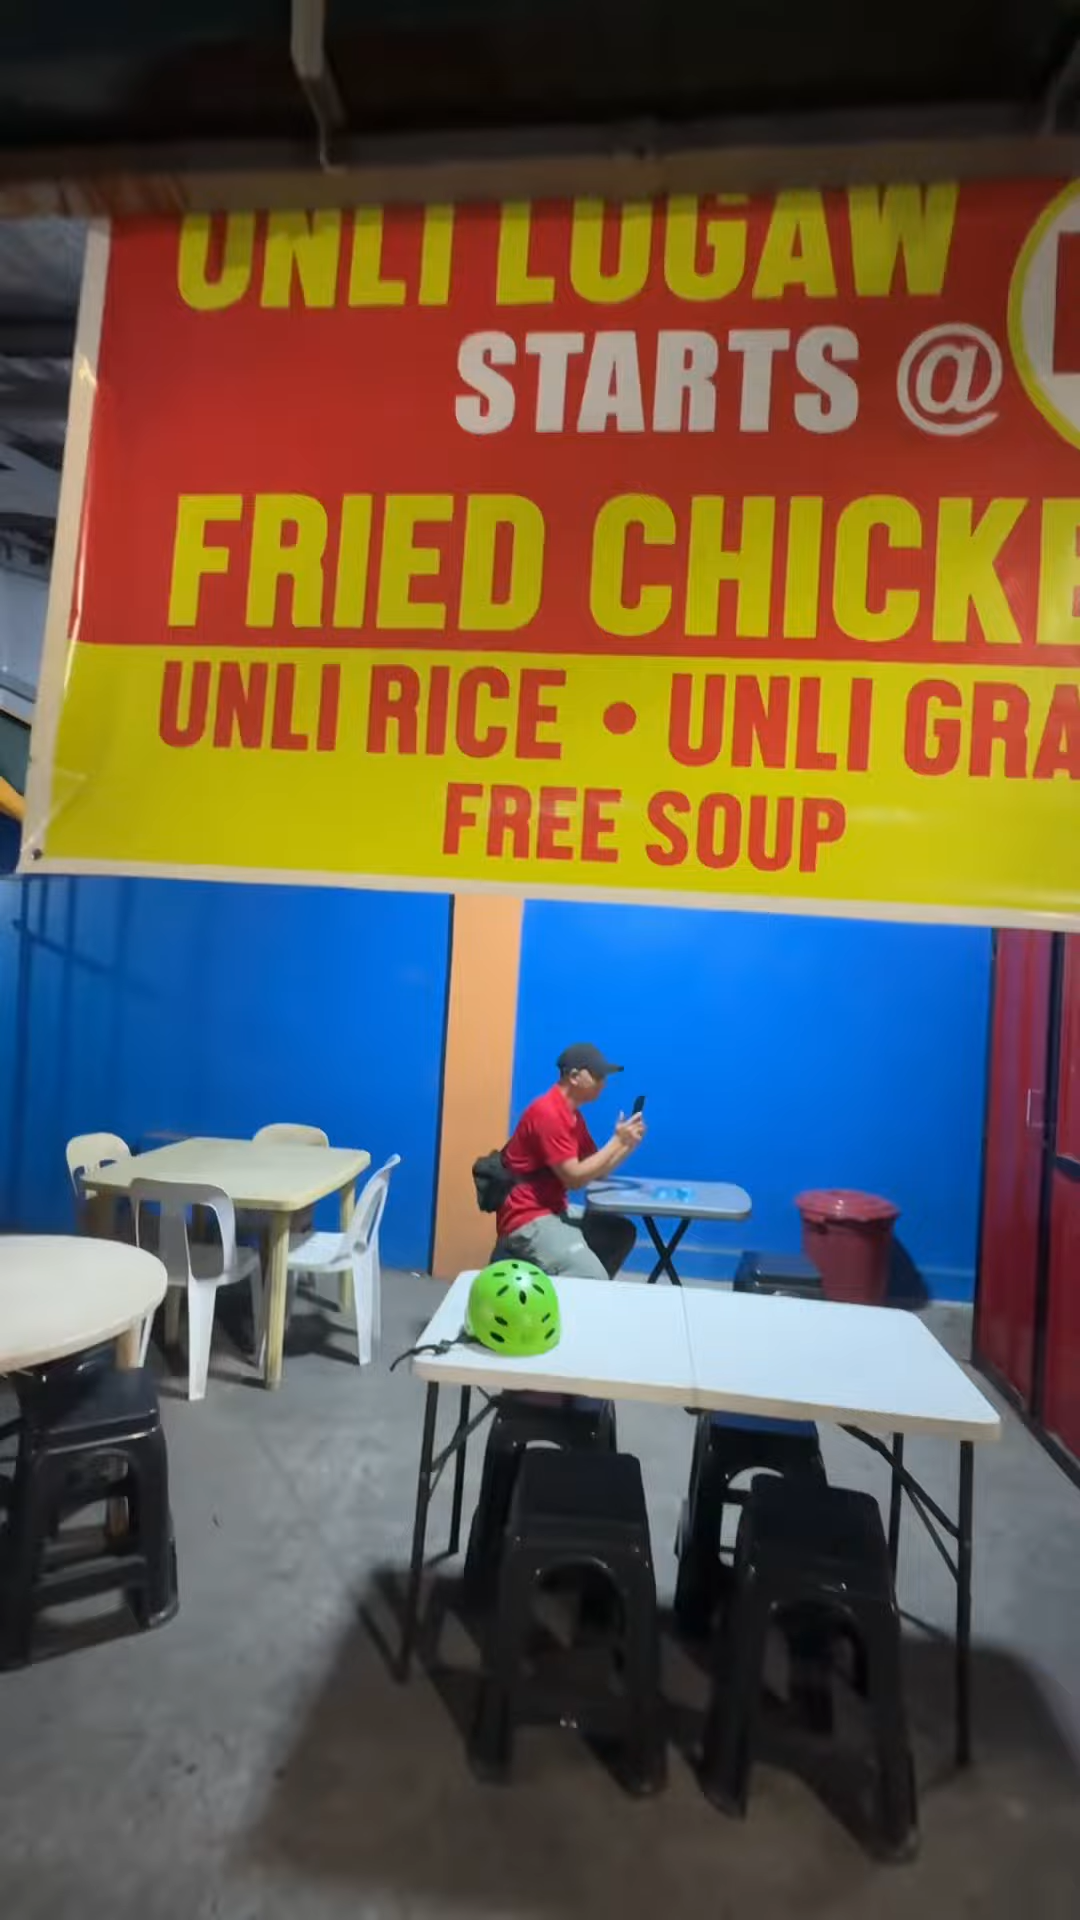 UNLI LUGAW
STARTS @
FRIED CHICKE
UNLI RICE • UNLI GRA
FREE SOUP